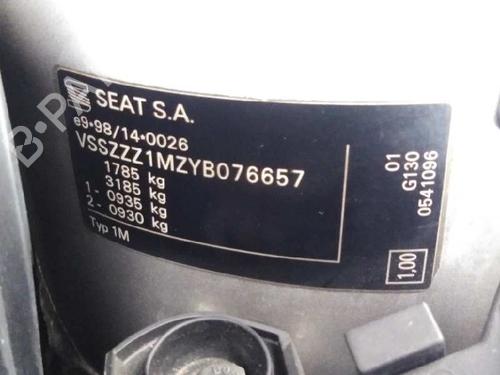 SEAT S.A.
e9•98/14•0026
VSSZZZ1MZYB076657
1785 kg
3185 kg
1 - 0935 kg
2 - 0930 kg
Typ 1M
01
G130
0541096
1,00